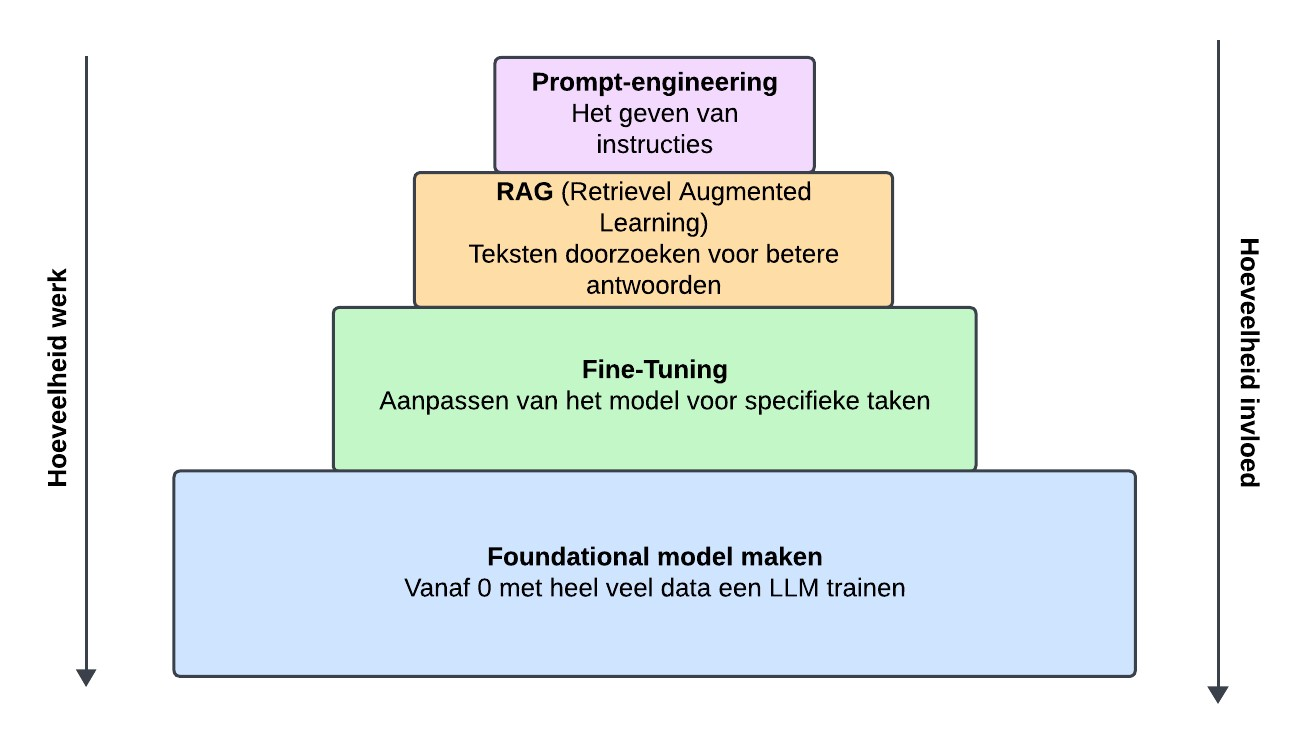 Prompt-engineering
Het geven van
instructies
RAG (Retrievel Augmented
Learning)
Teksten doorzoeken voor betere
antwoorden
Fine-Tuning
Aanpassen van het model voor specifieke taken
Foundational model maken
Vanaf 0 met heel veel data een LLM trainen
Hoeveelheid werk
Hoeveelheid invloed